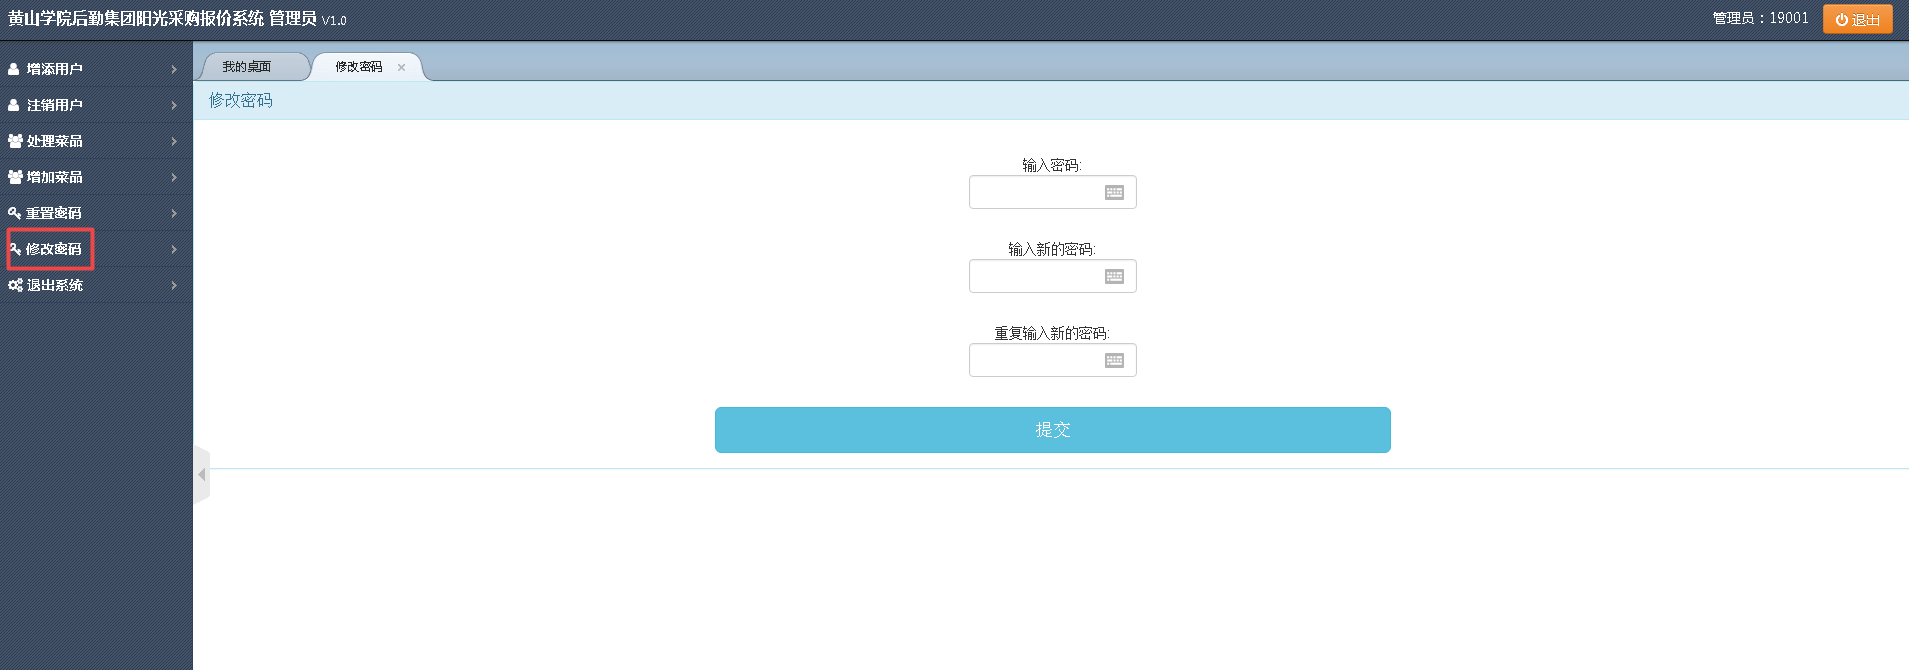 黄山学院后勤集团阳光采购报价系统 管理员 V1.0
管理员：19001
退出
增添用户
注销用户
处理菜品
增加菜品
重置密码
修改密码
退出系统
我的桌面
修改密码
修改密码
输入密码:
输入新的密码:
重复输入新的密码:
提交